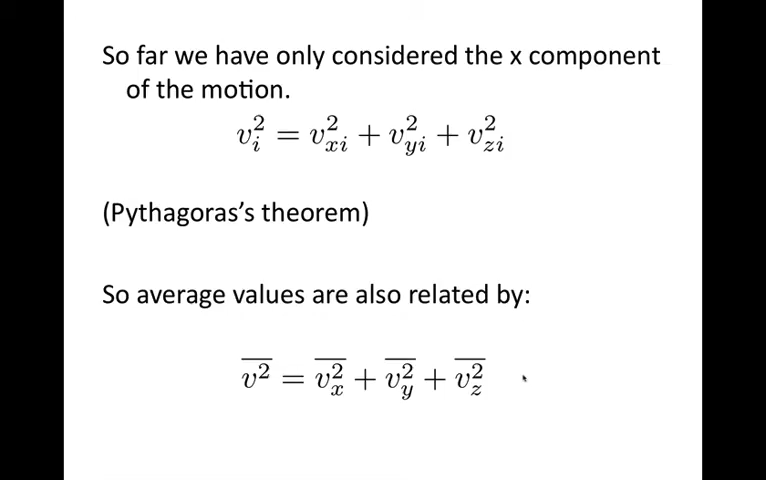 So far we have only considered the x component
of the motion.
$v_i^2 = v_{xi}^2 + v_{yi}^2 + v_{zi}^2$
(Pythagoras’s theorem)
So average values are also related by:
$\overline{v^2} = \overline{v_x^2} + \overline{v_y^2} + \overline{v_z^2}$